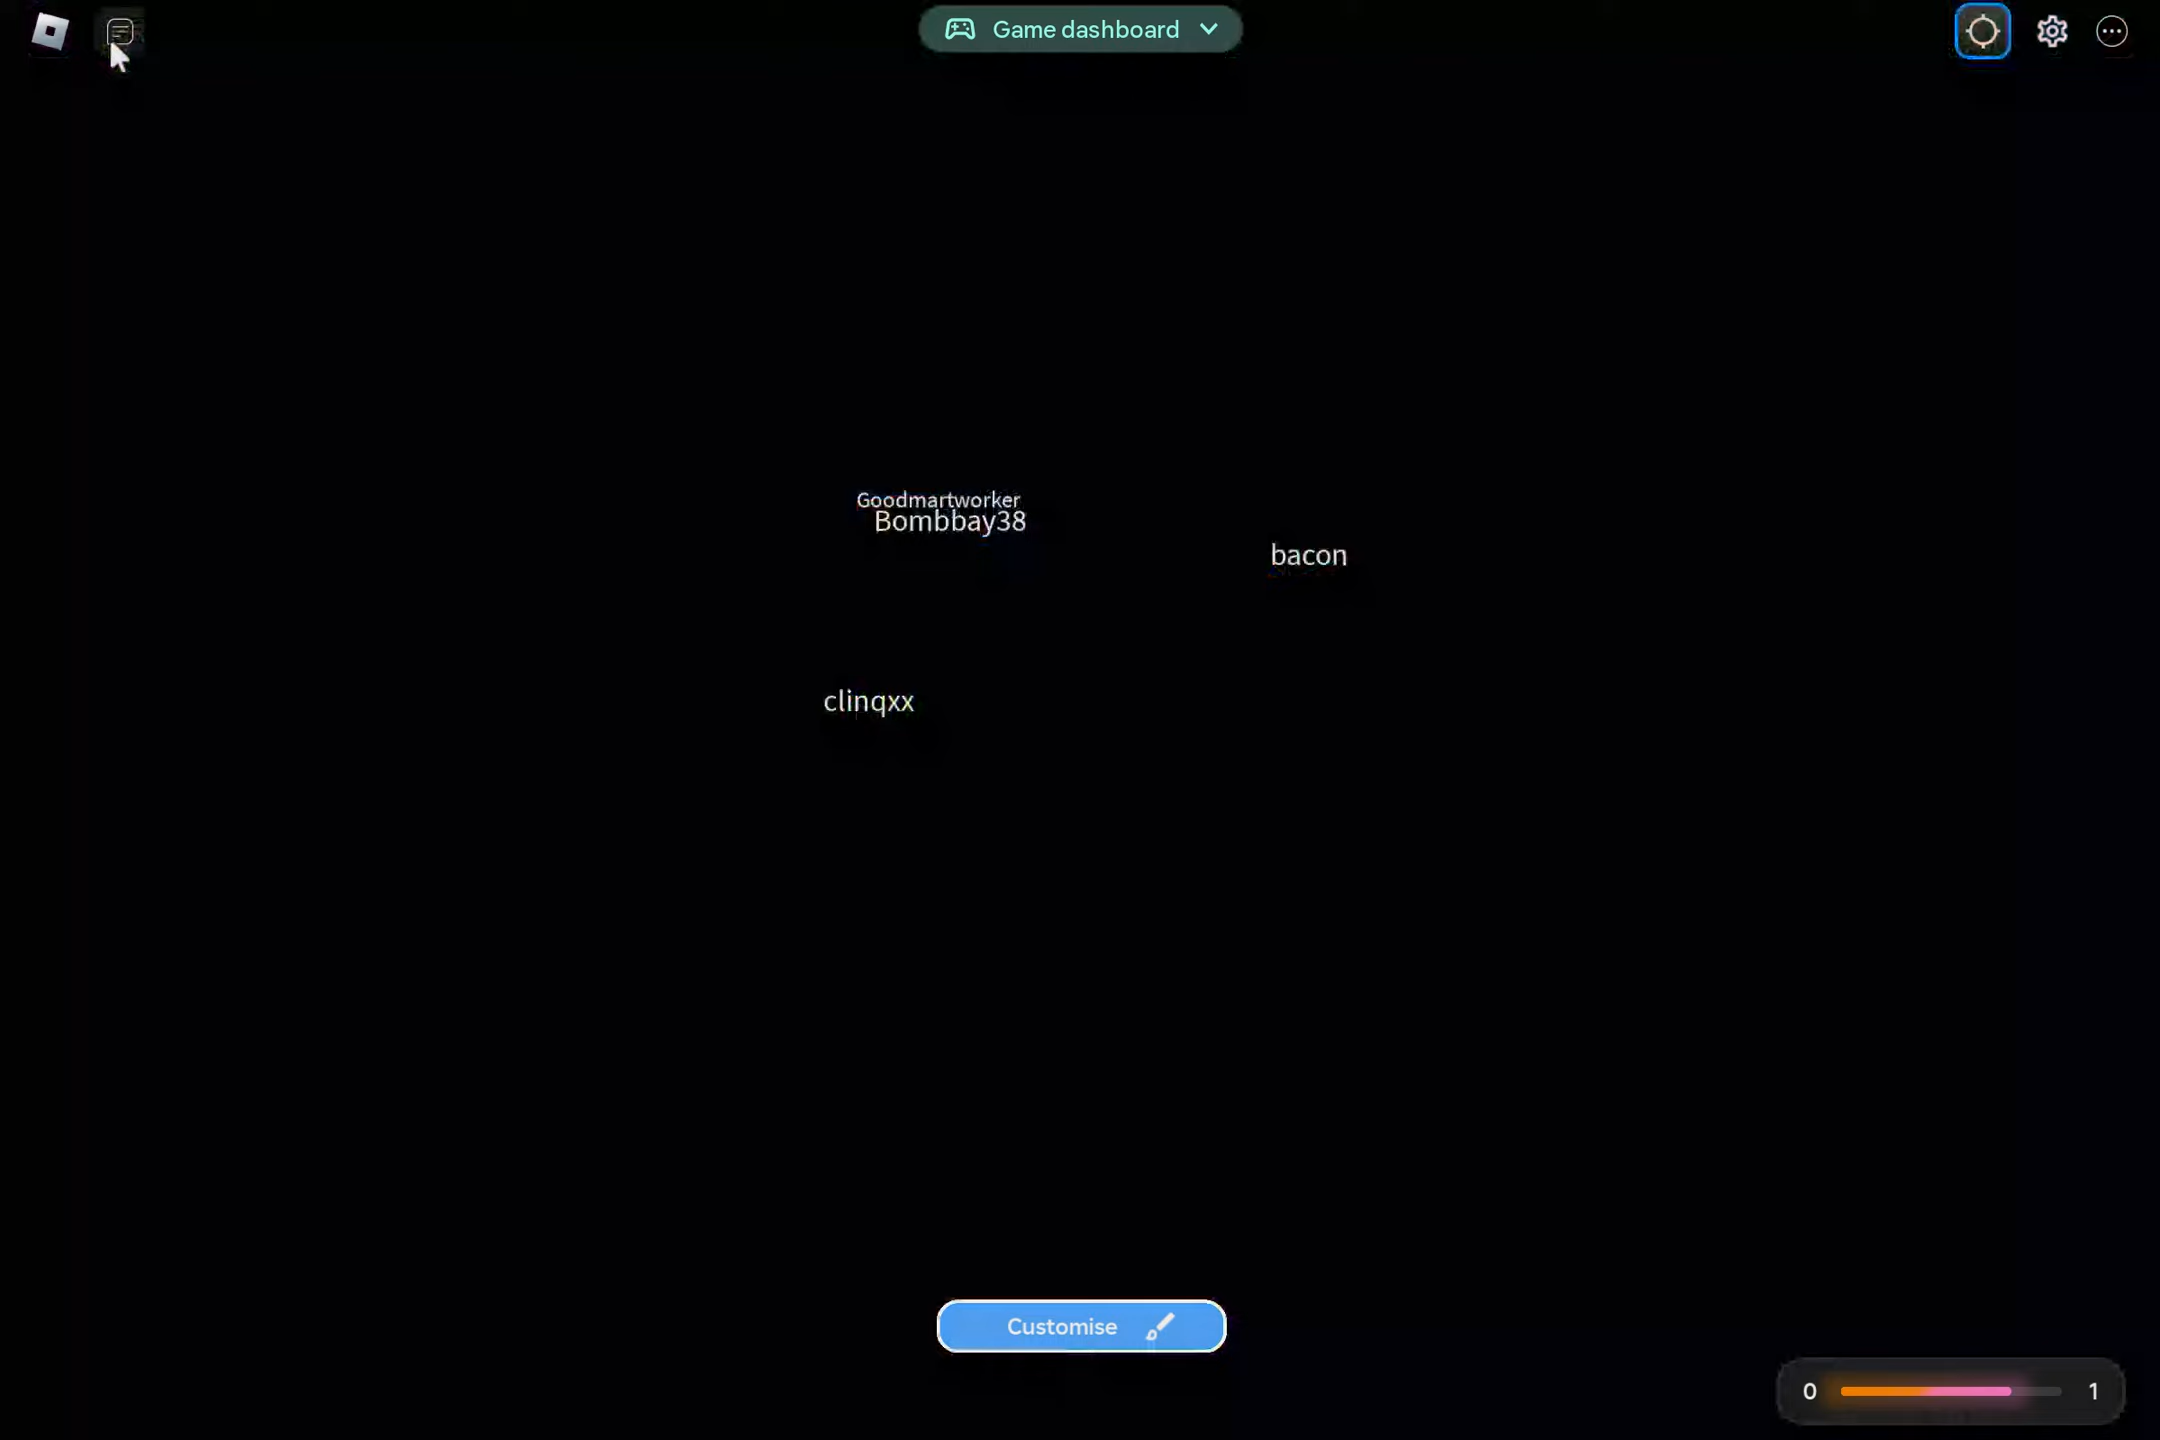 Game dashboard
Goodmartworker
Bombbay38
bacon
clinqxx
Customise
0 1